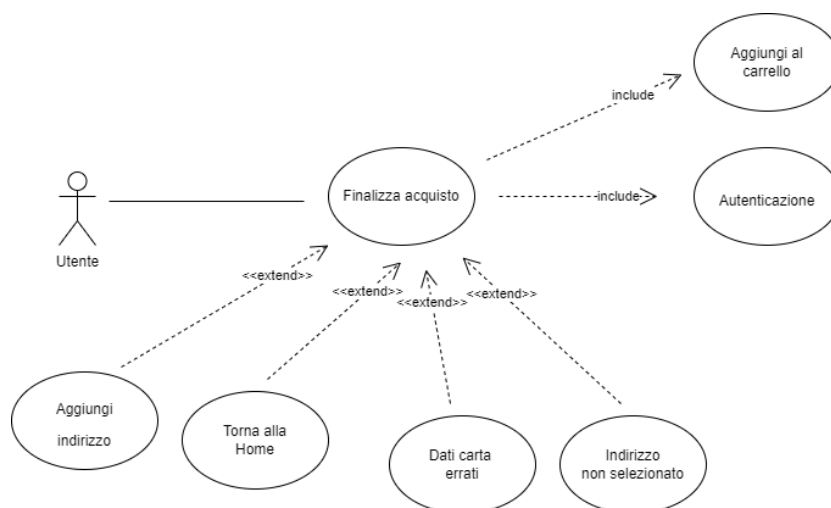 Aggiungi al
carrello
include
Finalizza acquisto
include
Autenticazione
Utente
<<extend>>
<<extend>>
<<extend>>
<<extend>>
Aggiungi
indirizzo
Torna alla
Home
Dati carta
errati
Indirizzo
non selezionato